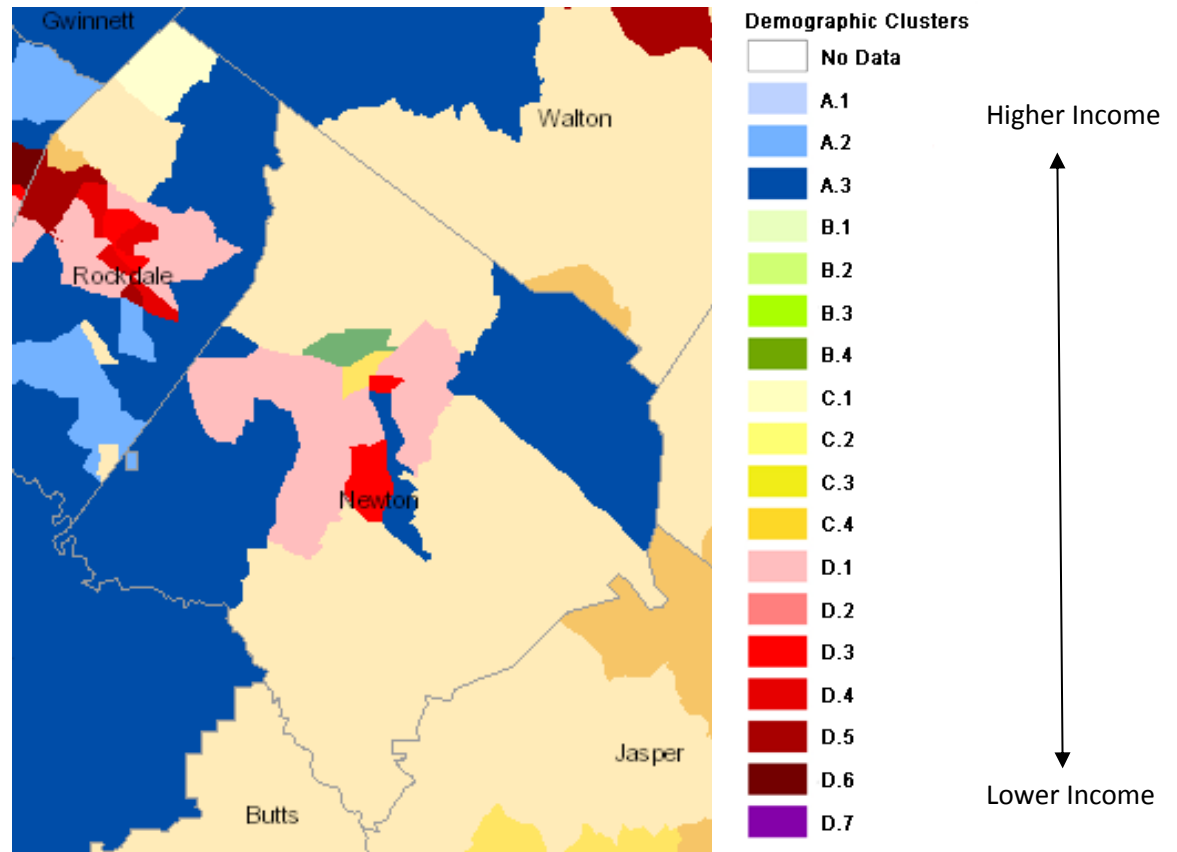 Gwinnett
Walton
Rockdale
Newton
Jasper
Butts
Demographic Clusters
No Data
A.1
A.2
A.3
B.1
B.2
B.3
B.4
C.1
C.2
C.3
C.4
D.1
D.2
D.3
D.4
D.5
D.6
D.7
Higher Income
Lower Income